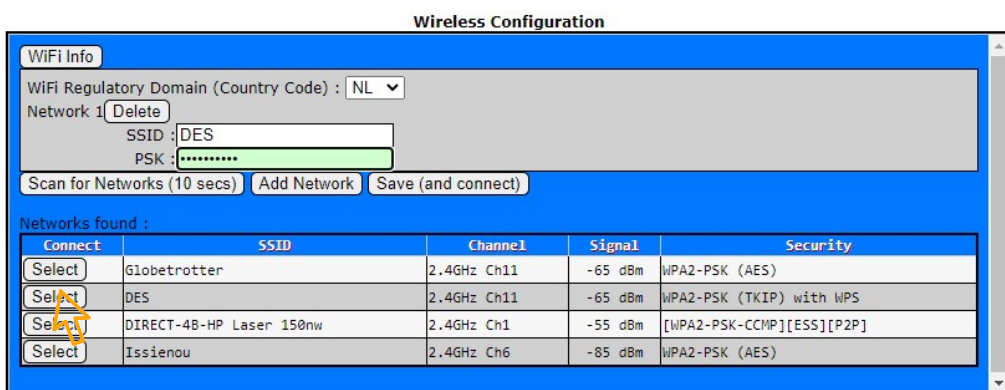 Wireless Configuration
WiFi Info
WiFi Regulatory Domain (Country Code) : NL
Network 1 Delete
SSID : DES
PSK : ••••••••••
Scan for Networks (10 secs) Add Network Save (and connect)
Networks found :
Connect SSID Channel Signal Security
Select Globetrotter 2.4GHz Ch11 -65 dBm WPA2-PSK (AES)
Select DES 2.4GHz Ch11 -65 dBm WPA2-PSK (TKIP) with WPS
Select DIRECT-4B-HP Laser 150nw 2.4GHz Ch1 -55 dBm [WPA2-PSK-CCMP][ESS][P2P]
Select Issienou 2.4GHz Ch6 -85 dBm WPA2-PSK (AES)